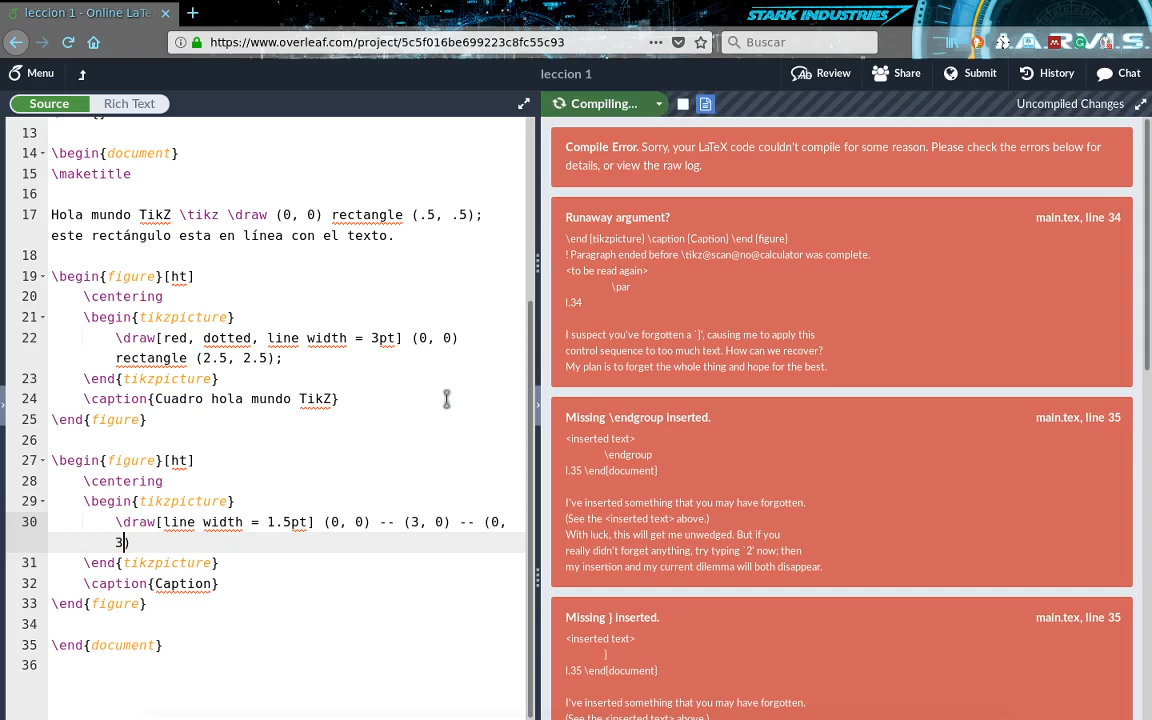 leccion 1 - Online LaTe
STARK INDUSTRIES
https://www.overleaf.com/project/5c5f016be699223c8fc55c93
Buscar
J.A.R.V.I.S.
Menu
leccion 1
Review
Share
Submit
History
Chat
Source
Rich Text
Compiling...
Uncompiled Changes
13
14 \begin{document}
15 \maketitle
16
17 Hola mundo TikZ \tikz \draw (0, 0) rectangle (.5, .5);
este rectángulo esta en línea con el texto.
18
19 \begin{figure}[ht]
20 \centering
21 \begin{tikzpicture}
22 \draw[red, dotted, line width = 3pt] (0, 0)
rectangle (2.5, 2.5);
23 \end{tikzpicture}
24 \caption{Cuadro hola mundo TikZ}
25 \end{figure}
26
27 \begin{figure}[ht]
28 \centering
29 \begin{tikzpicture}
30 \draw[line width = 1.5pt] (0, 0) -- (3, 0) -- (0,
3)
31 \end{tikzpicture}
32 \caption{Caption}
33 \end{figure}
34
35 \end{document}
36
Compile Error. Sorry, your LaTeX code couldn't compile for some reason. Please check the errors below for
details, or view the raw log.
Runaway argument?
main.tex, line 34
\end {tikzpicture} \caption {Caption} \end {figure}
! Paragraph ended before \tikz@scan@no@calculator was complete.
<to be read again>
\par
l.34
I suspect you've forgotten a `}', causing me to apply this
control sequence to too much text. How can we recover?
My plan is to forget the whole thing and hope for the best.
Missing \endgroup inserted.
main.tex, line 35
<inserted text>
\endgroup
l.35 \end{document}
I've inserted something that you may have forgotten.
(See the <inserted text> above.)
With luck, this will get me unwedged. But if you
really didn't forget anything, try typing `2' now; then
my insertion and my current dilemma will both disappear.
Missing } inserted.
main.tex, line 35
<inserted text>
}
l.35 \end{document}
I've inserted something that you may have forgotten.
(See the <inserted text> above.)